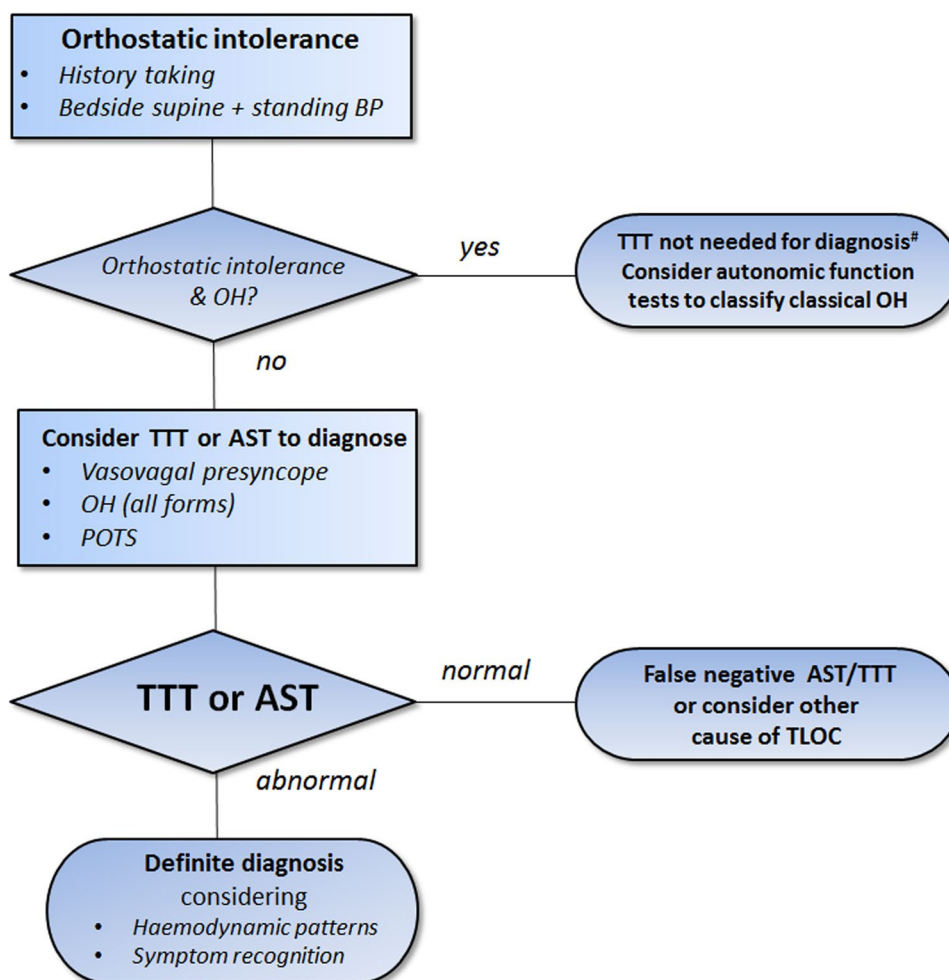 Orthostatic intolerance
• History taking
• Bedside supine + standing BP
Orthostatic intolerance
& OH?
yes
TTT not needed for diagnosis#
Consider autonomic function
tests to classify classical OH
no
Consider TTT or AST to diagnose
• Vasovagal presyncope
• OH (all forms)
• POTS
TTT or AST
normal
False negative AST/TTT
or consider other
cause of TLOC
abnormal
Definite diagnosis
considering
• Haemodynamic patterns
• Symptom recognition